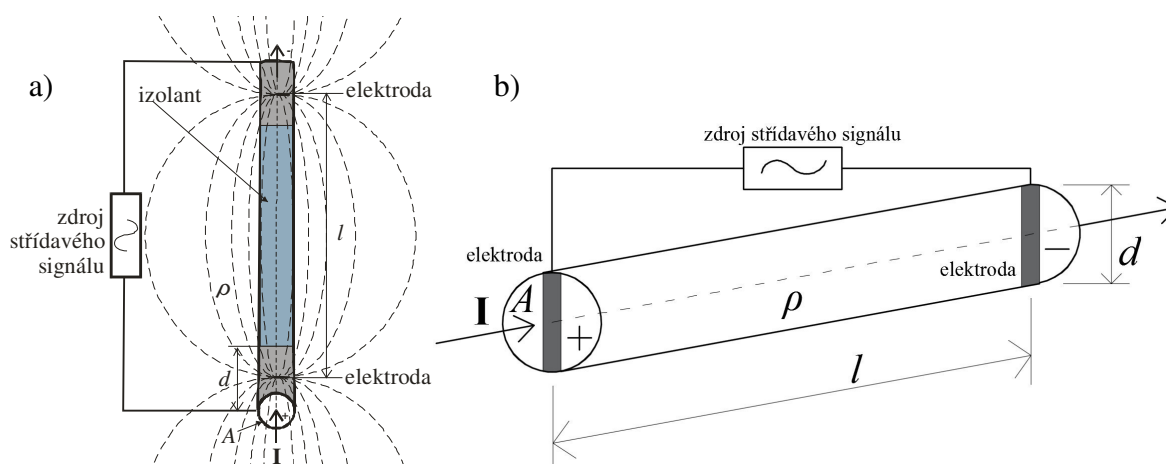 a)
izolant
elektroda
zdroj
střídavého
signálu
l
ρ
d
elektroda
A
+
I
-
b)
zdroj střídavého signálu
elektroda
elektroda
I
A
+
ρ
−
d
l